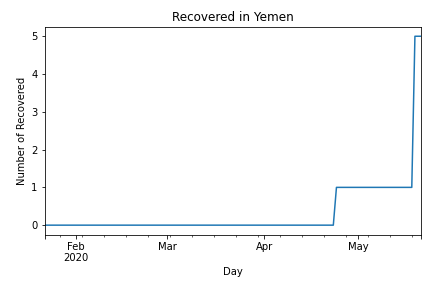 Recovered in Yemen
Number of Recovered
5
4
3
2
1
0
Feb
2020
Mar
Apr
May
Day